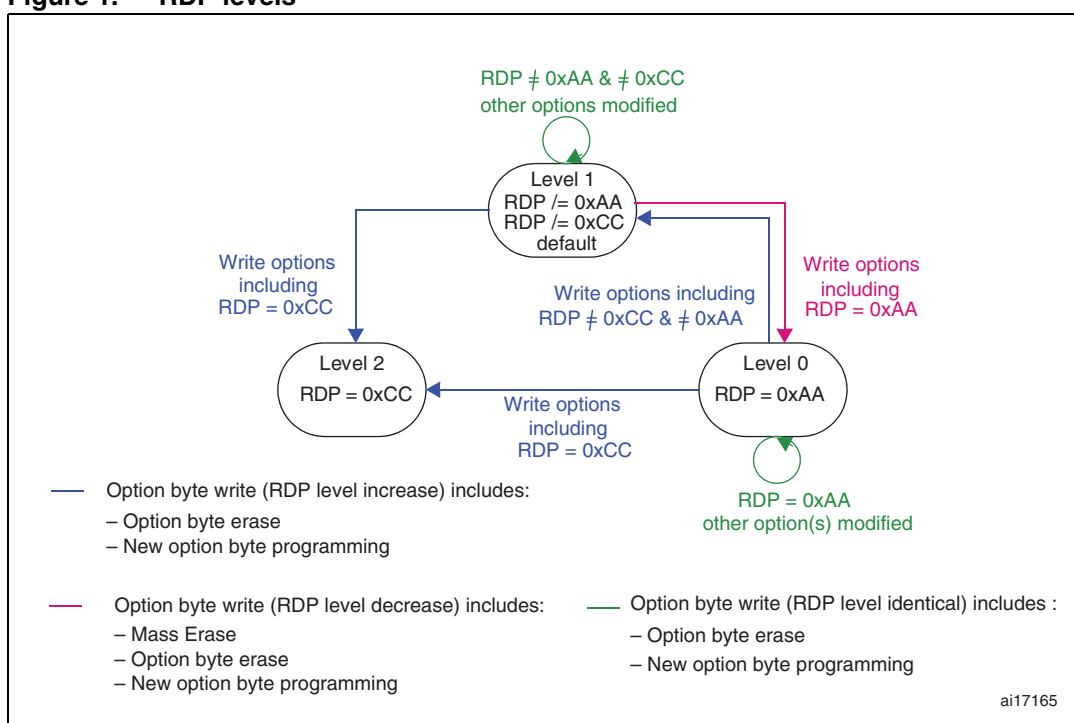 Figure 1. RDP levels
RDP ≠ 0xAA & ≠ 0xCC
other options modified
Level 1
RDP /= 0xAA
RDP /= 0xCC
default
Write options
including
RDP = 0xCC
Write options including
RDP ≠ 0xCC & ≠ 0xAA
Write options
including
RDP = 0xAA
Level 2
RDP = 0xCC
Level 0
RDP = 0xAA
Write options
including
RDP = 0xCC
RDP = 0xAA
other option(s) modified
Option byte write (RDP level increase) includes:
– Option byte erase
– New option byte programming
Option byte write (RDP level decrease) includes:
– Mass Erase
– Option byte erase
– New option byte programming
Option byte write (RDP level identical) includes :
– Option byte erase
– New option byte programming
ai17165